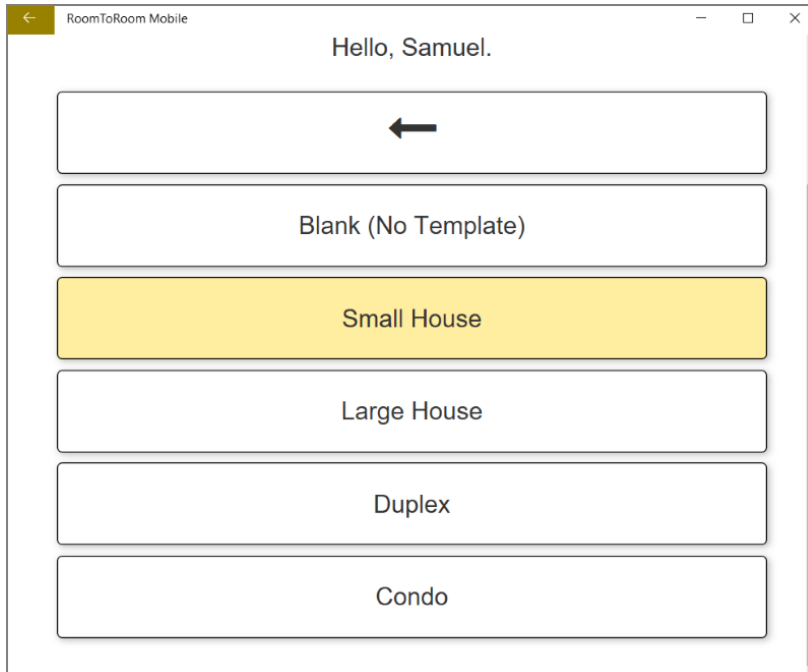 RoomToRoom Mobile
Hello, Samuel.
Blank (No Template)
Small House
Large House
Duplex
Condo